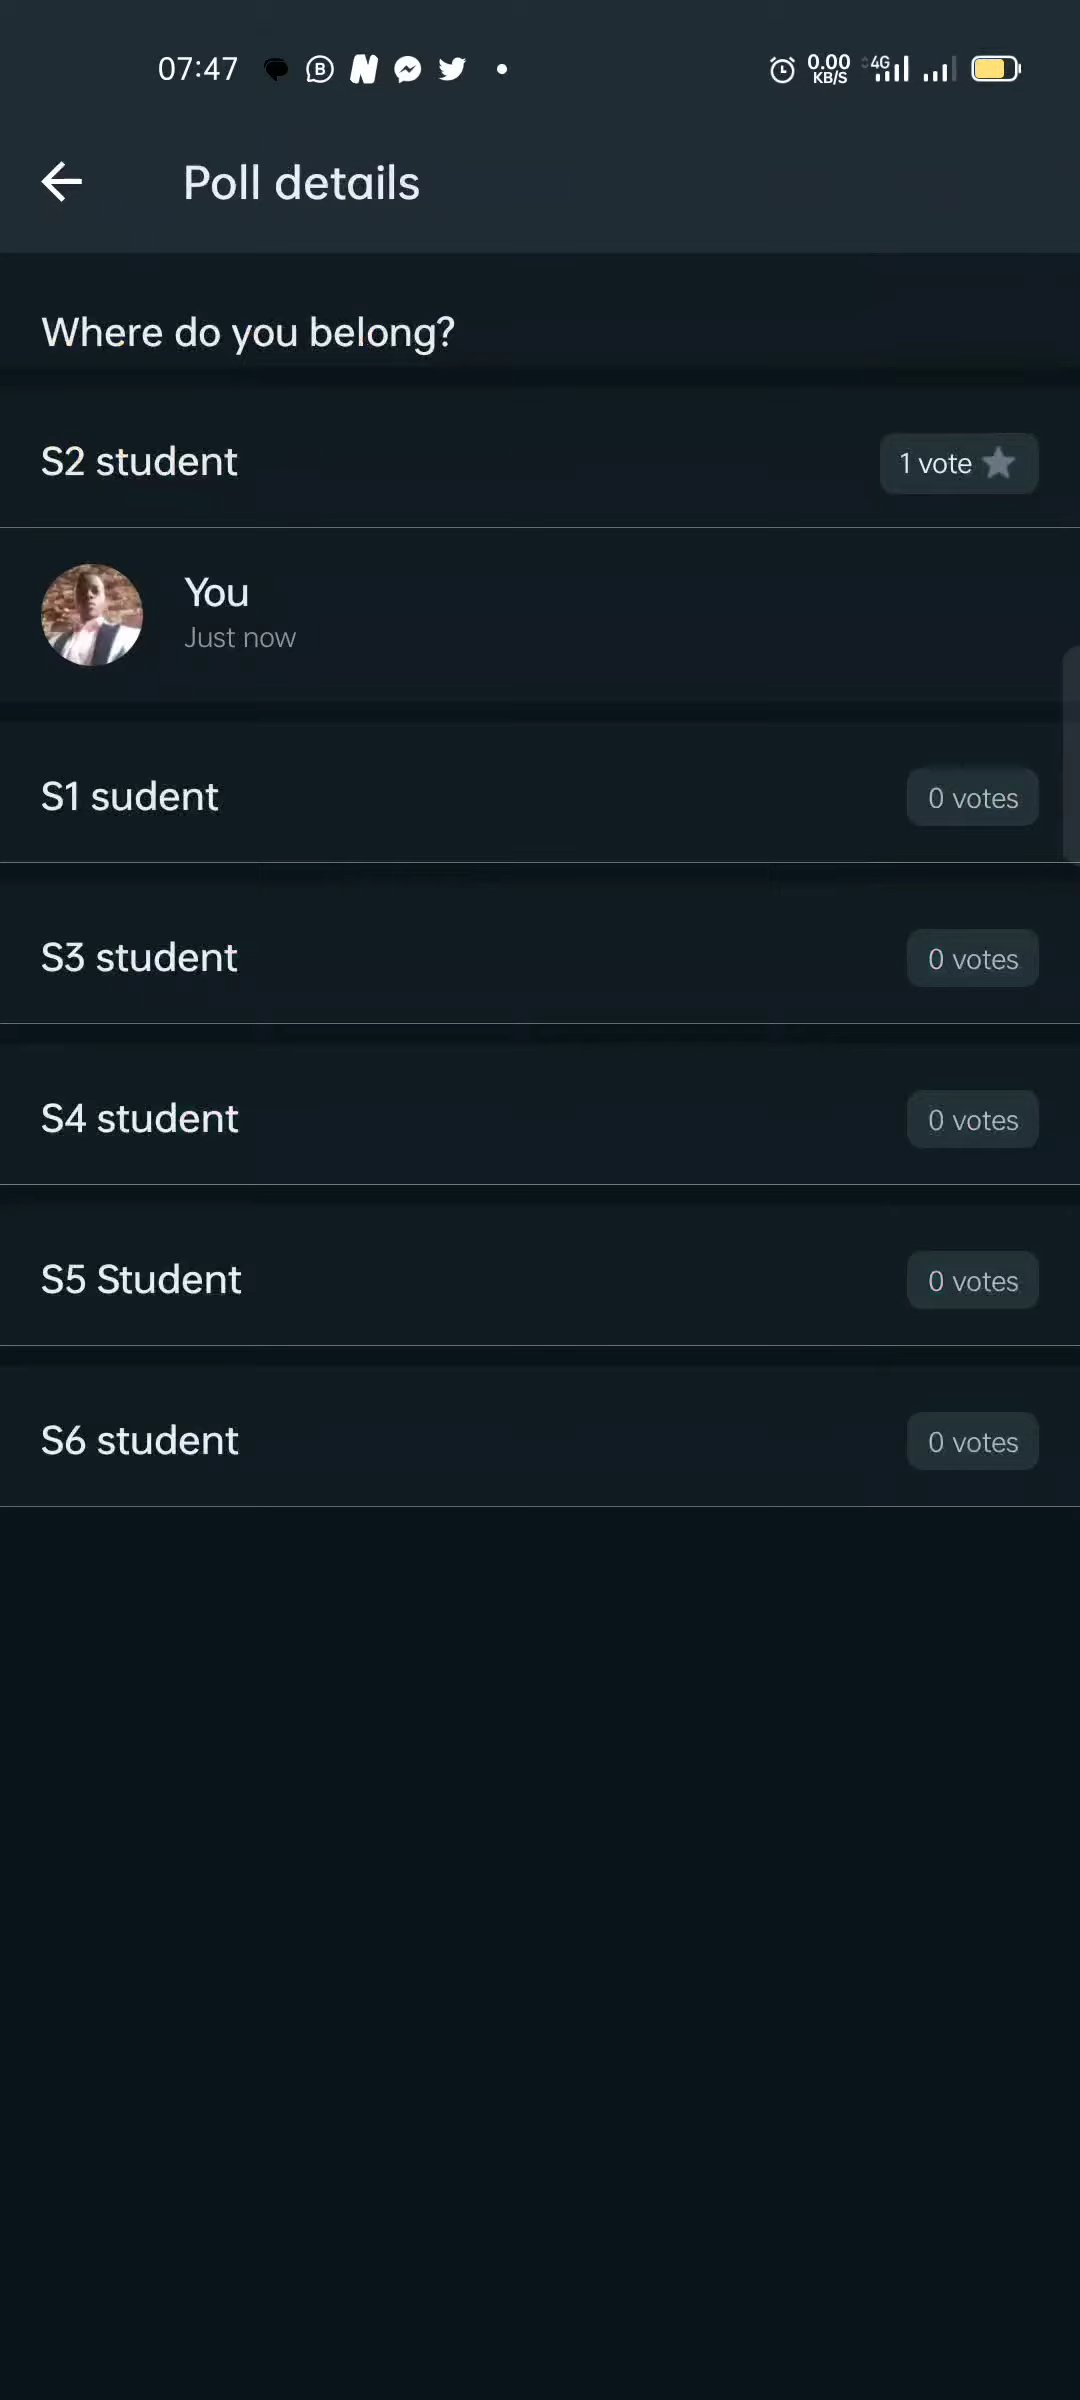 07:47 0.00 KB/S 4G
Poll details
Where do you belong?
S2 student 1 vote
You
Just now
S1 sudent 0 votes
S3 student 0 votes
S4 student 0 votes
S5 Student 0 votes
S6 student 0 votes